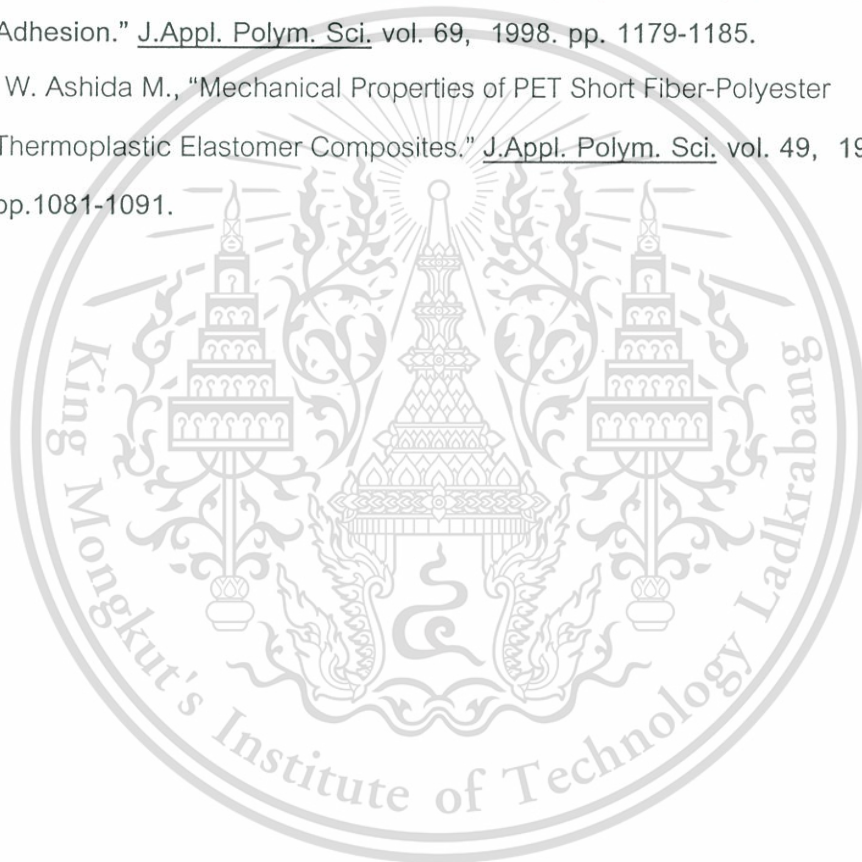 Adhesion.” J.Appl. Polym. Sci. vol. 69, 1998. pp. 1179-1185.
W. Ashida M., “Mechanical Properties of PET Short Fiber-Polyester
Thermoplastic Elastomer Composites.” J.Appl. Polym. Sci. vol. 49, 19
pp.1081-1091.
King Mongkut's Institute of Technology Ladkrabang